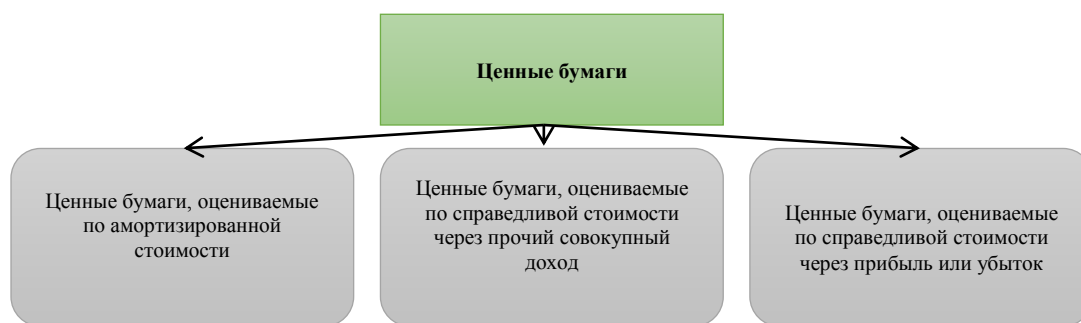 Ценные бумаги
Ценные бумаги, оцениваемые
по амортизированной
стоимости
Ценные бумаги, оцениваемые
по справедливой стоимости
через прочий совокупный
доход
Ценные бумаги, оцениваемые
по справедливой стоимости
через прибыль или убыток